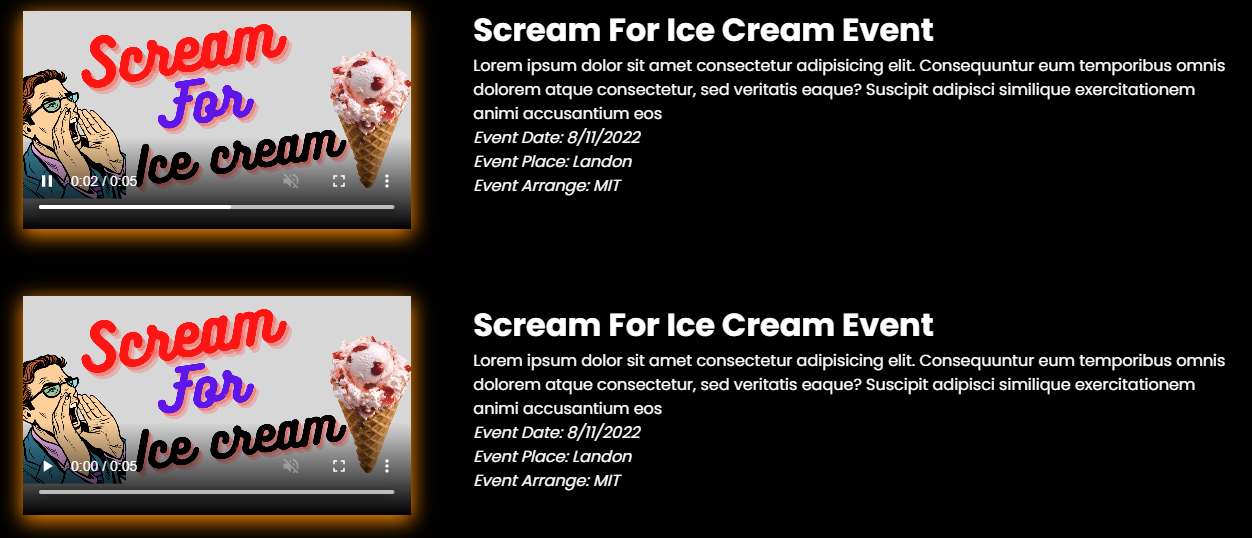 Scream
For
Ice cream
0:02 / 0:05
Scream For Ice Cream Event
Lorem ipsum dolor sit amet consectetur adipisicing elit. Consequuntur eum temporibus omnis
dolorem atque consectetur, sed veritatis eaque? Suscipit adipisci similique exercitationem
animi accusantium eos
Event Date: 8/11/2022
Event Place: Landon
Event Arrange: MIT
Scream
For
Ice cream
0:00 / 0:05
Scream For Ice Cream Event
Lorem ipsum dolor sit amet consectetur adipisicing elit. Consequuntur eum temporibus omnis
dolorem atque consectetur, sed veritatis eaque? Suscipit adipisci similique exercitationem
animi accusantium eos
Event Date: 8/11/2022
Event Place: Landon
Event Arrange: MIT